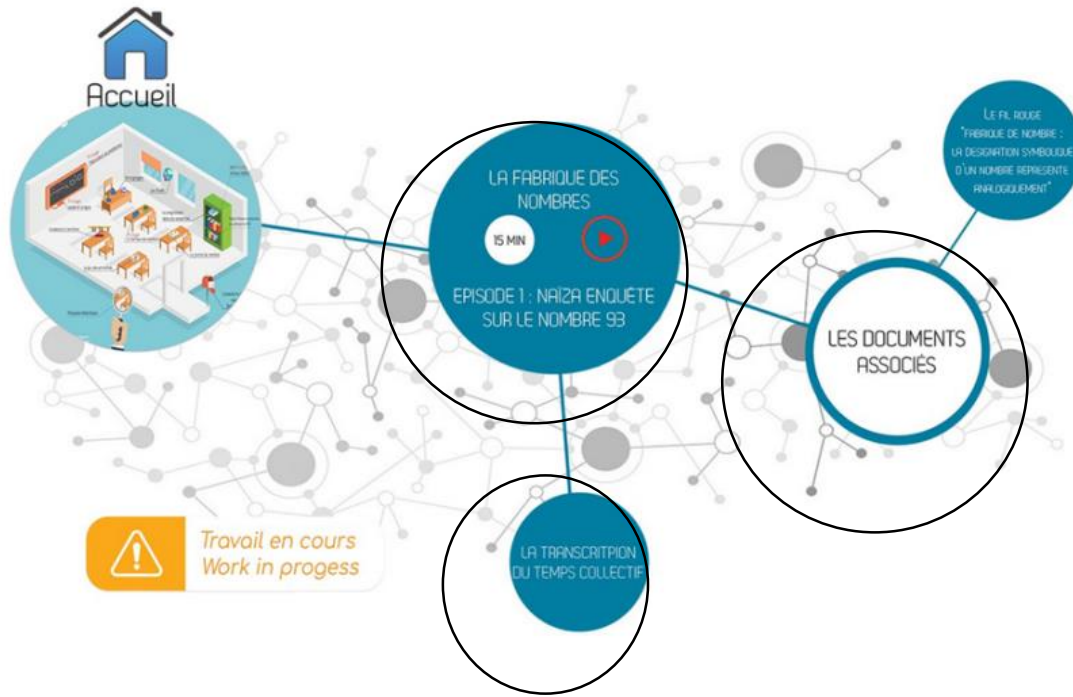 Accueil
LA FABRIQUE DES
NOMBRES
15 MIN
EPISODE 1 : NAÏZA ENQUÊTE
SUR LE NOMBRE 93
LE FIL ROUGE
"FABRIQUE DE NOMBRE :
LA DESIGNATION SYMBOLIQUE
D'UN NOMBRE REPRESENTE
ANALOGIQUEMENT"
LES DOCUMENTS
ASSOCIÉS
LA TRANSCRITPION
DU TEMPS COLLECTIF
Travail en cours
Work in progess